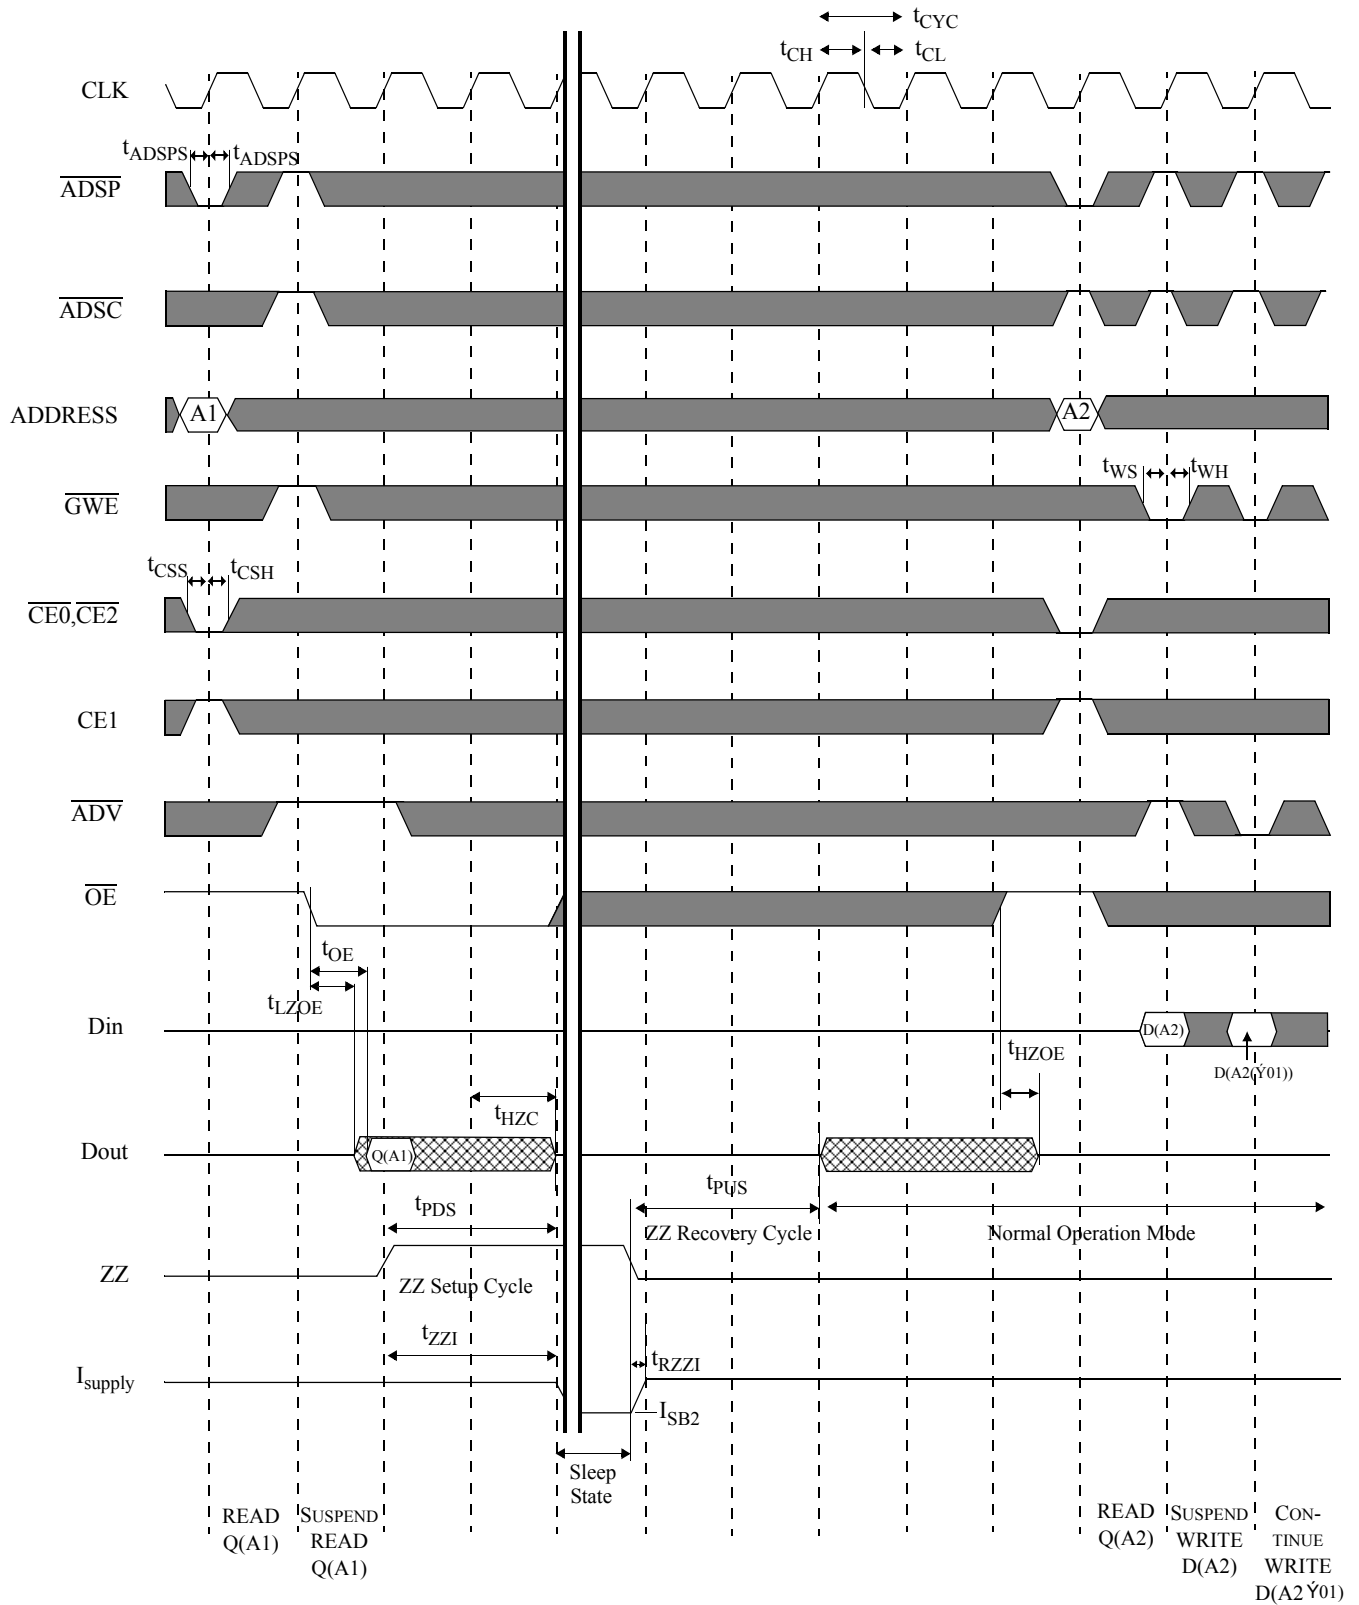 tCYC
tCH
tCL
CLK
tADSPS
tADSPS
ADSP
ADSC
ADDRESS
A1
A2
tWS
tWH
GWE
tCSS
tCSH
CE0,CE2
CE1
ADV
OE
tOE
tLZOE
Din
D(A2)
tHZOE
D(A2(Ý01))
tHZC
Dout
Q(A1)
tPUS
tPDS
ZZ Recovery Cycle
Normal Operation Mode
ZZ
ZZ Setup Cycle
tZZI
tRZZI
Isupply
ISB2
Sleep
State
READ
Q(A1)
SUSPEND
READ
Q(A1)
READ
Q(A2)
SUSPEND
WRITE
D(A2)
CON-
TINUE
WRITE
D(A2Ý01)